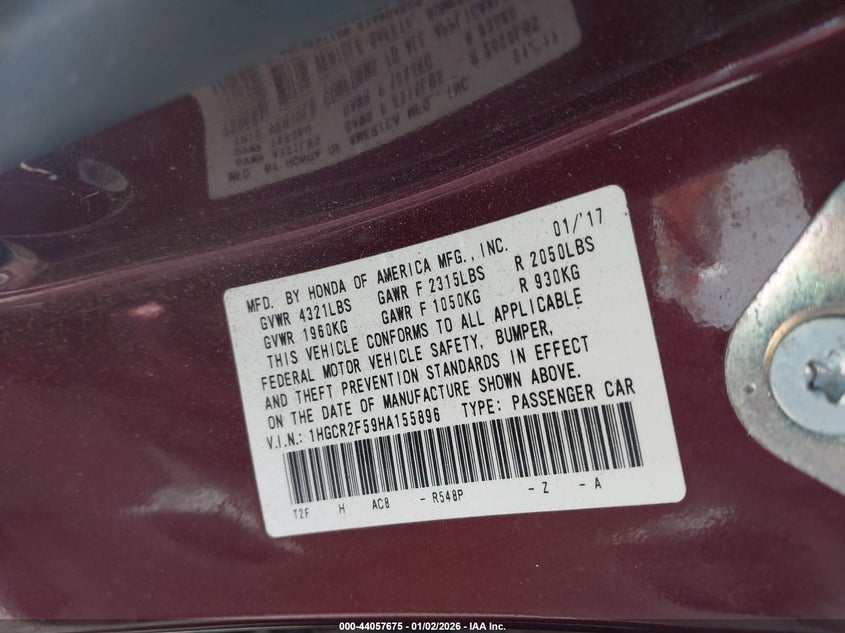 MFD. BY HONDA OF AMERICA MFG., INC. 01/'17
GVWR 4321LBS GAWR F 2315LBS R 2050LBS
GVWR 1960KG GAWR F 1050KG R 930KG
THIS VEHICLE CONFORMS TO ALL APPLICABLE
FEDERAL MOTOR VEHICLE SAFETY, BUMPER,
AND THEFT PREVENTION STANDARDS IN EFFECT
ON THE DATE OF MANUFACTURE SHOWN ABOVE.
V.I.N.: 1HGCR2F59HA155896 TYPE: PASSENGER CAR
T2F H AC8 - R548P - Z - A
000-44057675 - 01/02/2026 - IAA Inc.